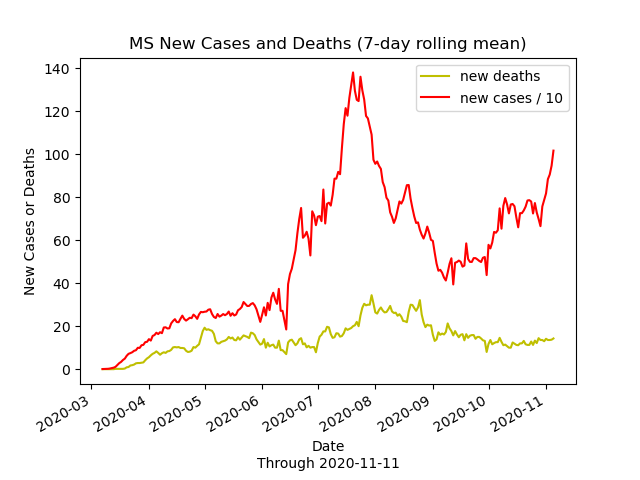 MS New Cases and Deaths (7-day rolling mean)
new deaths
new cases / 10
New Cases or Deaths
140
120
100
80
60
40
20
0
2020-03
2020-04
2020-05
2020-06
2020-07
2020-08
2020-09
2020-10
2020-11
Date
Through 2020-11-11